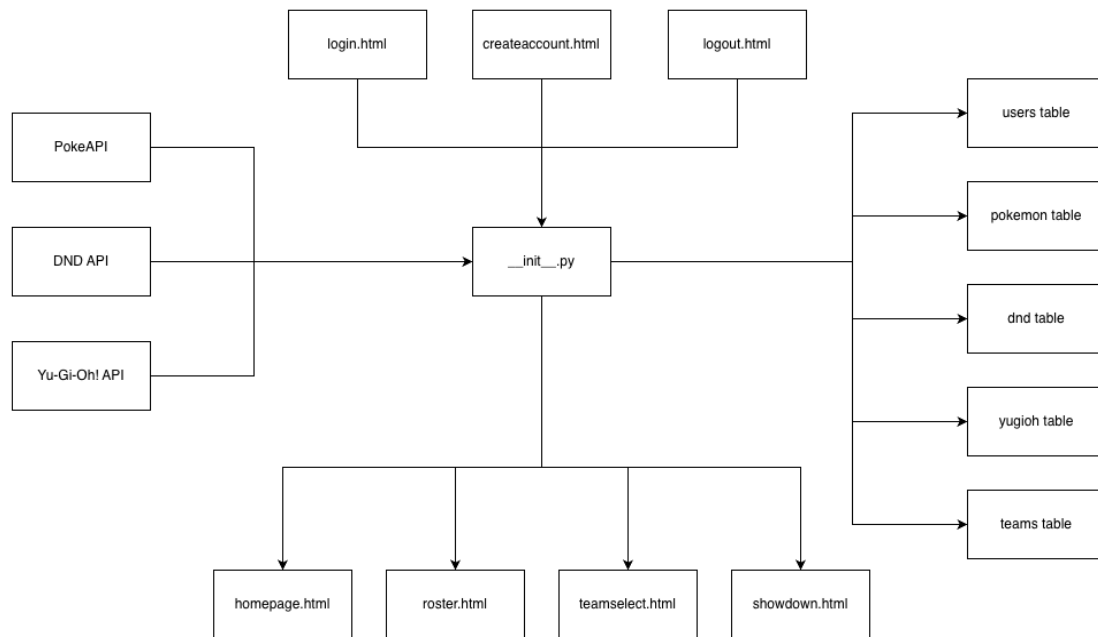 login.html
createaccount.html
logout.html
PokeAPI
DND API
Yu-Gi-Oh! API
__init__.py
users table
pokemon table
dnd table
yugioh table
teams table
homepage.html
roster.html
teamselect.html
showdown.html